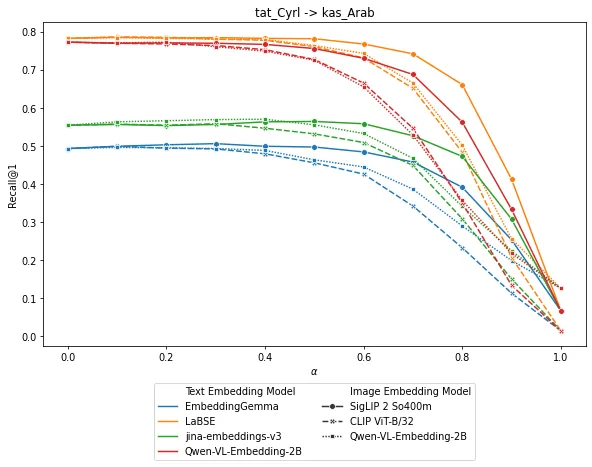 tat_Cyrl -> kas_Arab
0.8
0.7
0.6
0.5
0.4
0.3
0.2
0.1
0.0
Recall@1
0.0 0.2 0.4 0.6 0.8 1.0
α
Text Embedding Model Image Embedding Model
EmbeddingGemma SigLIP 2 So400m
LaBSE CLIP ViT-B/32
jina-embeddings-v3 Qwen-VL-Embedding-2B
Qwen-VL-Embedding-2B